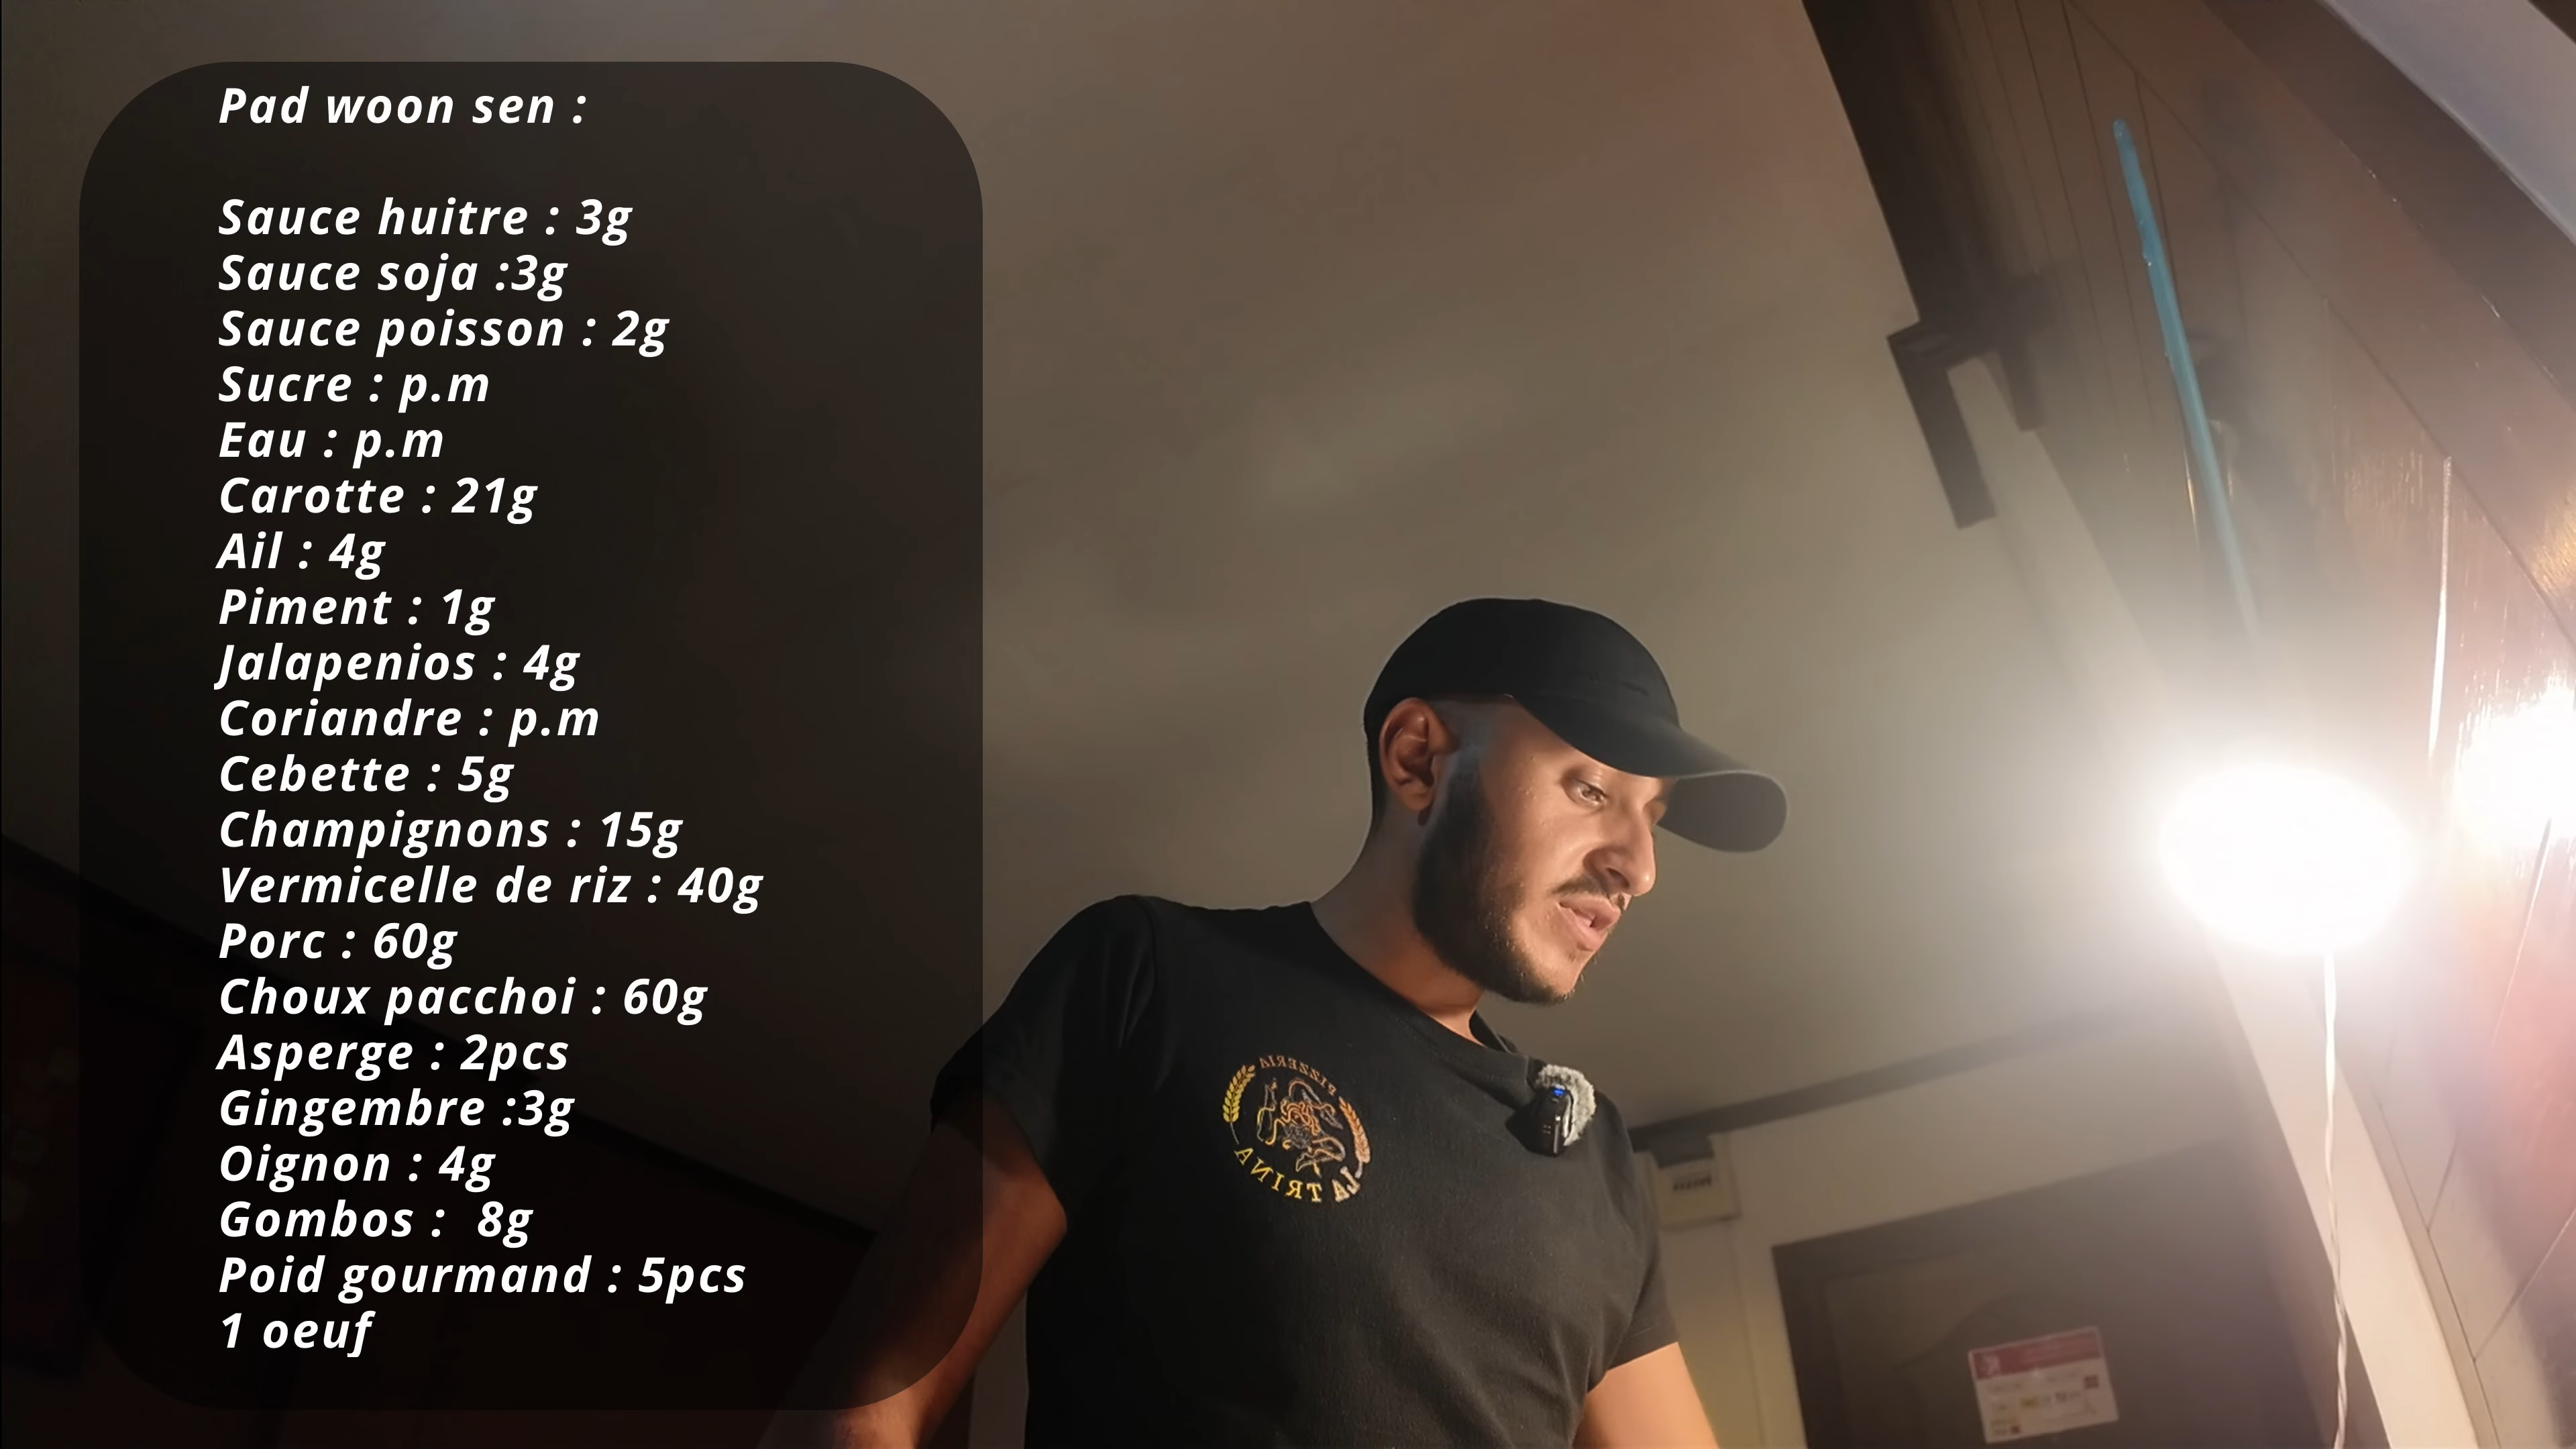 Pad woon sen :
Sauce huitre : 3g
Sauce soja :3g
Sauce poisson : 2g
Sucre : p.m
Eau : p.m
Carotte : 21g
Ail : 4g
Piment : 1g
Jalapenios : 4g
Coriandre : p.m
Cebette : 5g
Champignons : 15g
Vermicelle de riz : 40g
Porc : 60g
Choux pacchoi : 60g
Asperge : 2pcs
Gingembre :3g
Oignon : 4g
Gombos :  8g
Poid gourmand : 5pcs
1 oeuf
PIZZERIA
LA TRINA